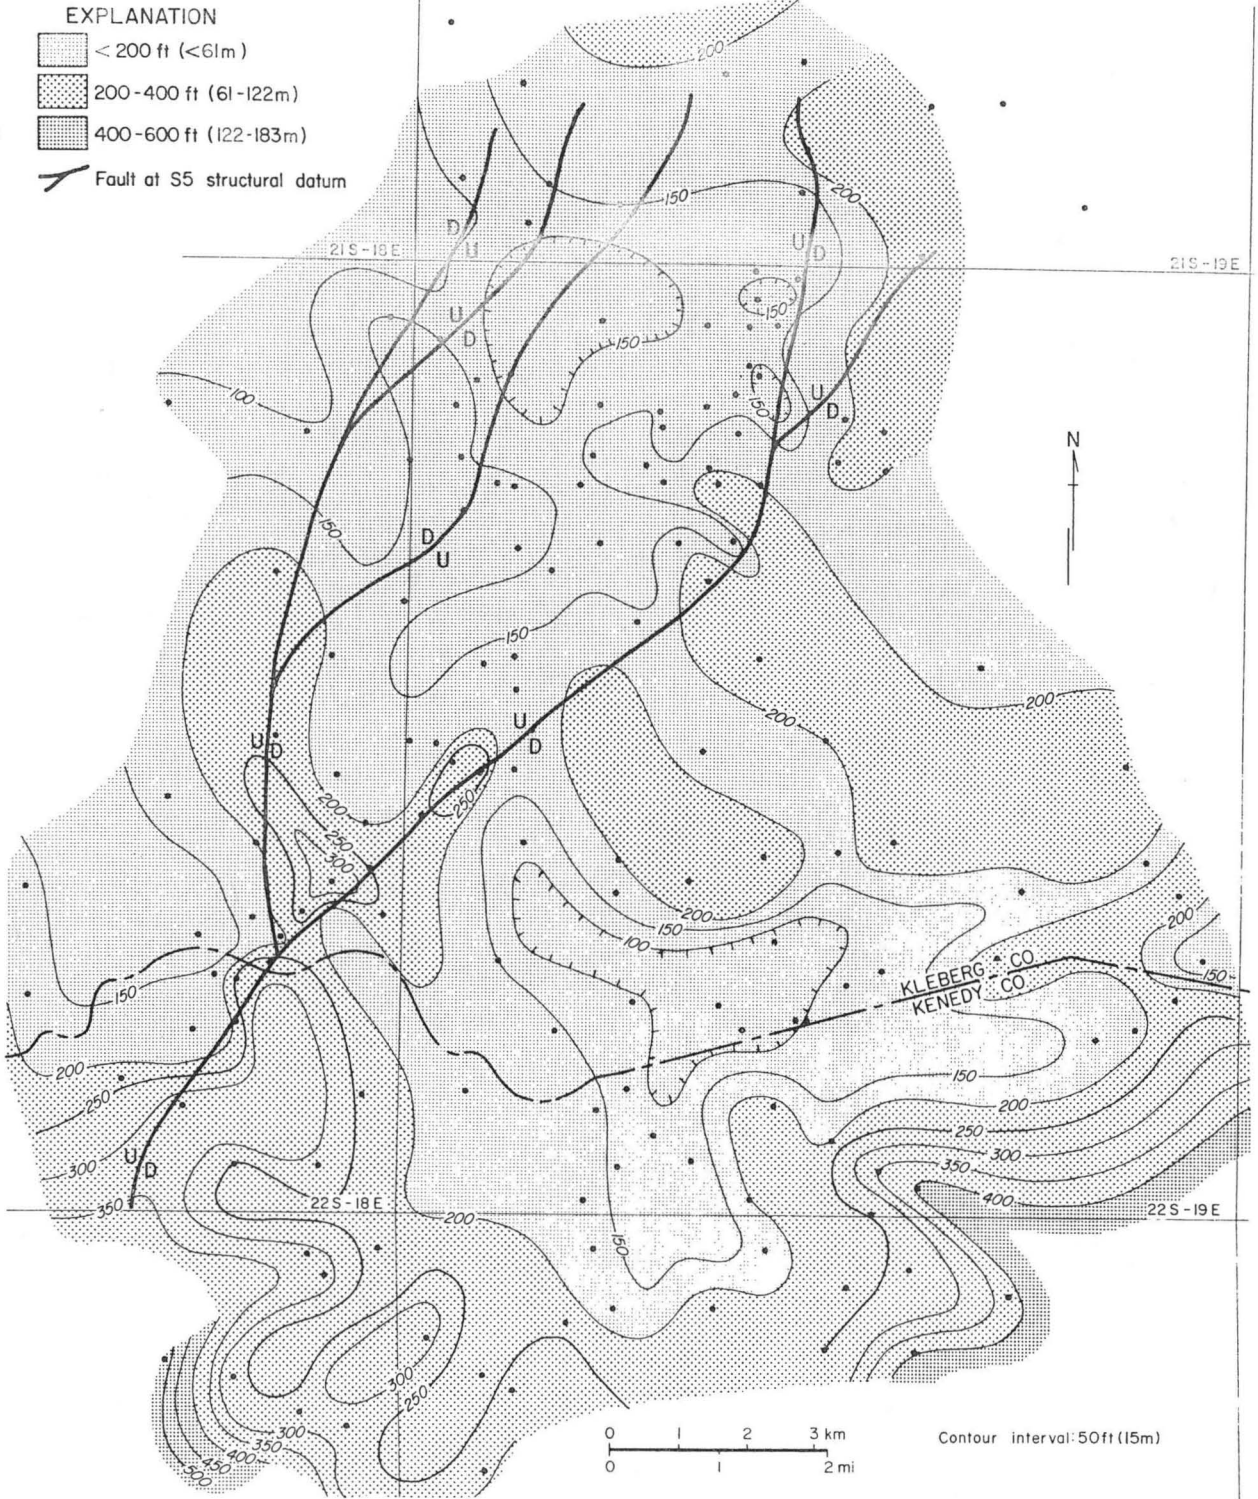 EXPLANATION
< 200 ft (<61m)
200-400 ft (61-122m)
400-600 ft (122-183m)
Fault at S5 structural datum
200
150
200
D
U
U
D
21S-18E
21S-19E
U
D
150
150
100
150
U
D
N
150
D
U
150
200
200
U
D
U
D
250
200
250
300
200
150
100
200
KLEBERG CO
KENEDY CO
150
150
200
150
250
200
250
300
350
400
U
D
300
350
22S-18E
200
22S-19E
150
300
250
300
350
400
450
500
0 1 2 3 km
0 1 2 mi
Contour interval: 50ft (15m)